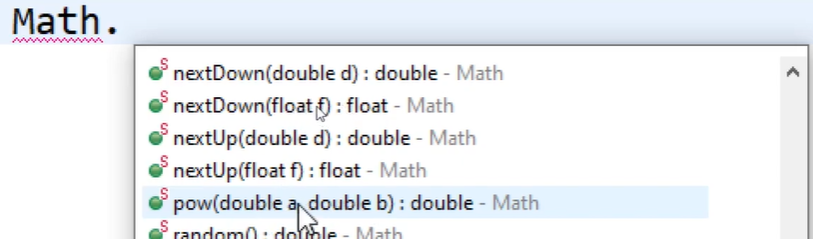 Math.
S nextDown(double d) : double - Math
S nextDown(float f) : float - Math
S nextUp(double d) : double - Math
S nextUp(float f) : float - Math
S pow(double a, double b) : double - Math
S random() : double - Math